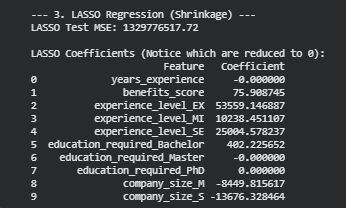 --- 3. LASSO Regression (Shrinkage) ---
LASSO Test MSE: 1329776517.72
LASSO Coefficients (Notice which are reduced to 0):
Feature Coefficient
0 years_experience -0.000000
1 benefits_score 75.908745
2 experience_level_EX 53559.146887
3 experience_level_MI 10238.451107
4 experience_level_SE 25004.578237
5 education_required_Bachelor 402.225652
6 education_required_Master -0.000000
7 education_required_PhD 0.000000
8 company_size_M -8449.815617
9 company_size_S -13676.328464